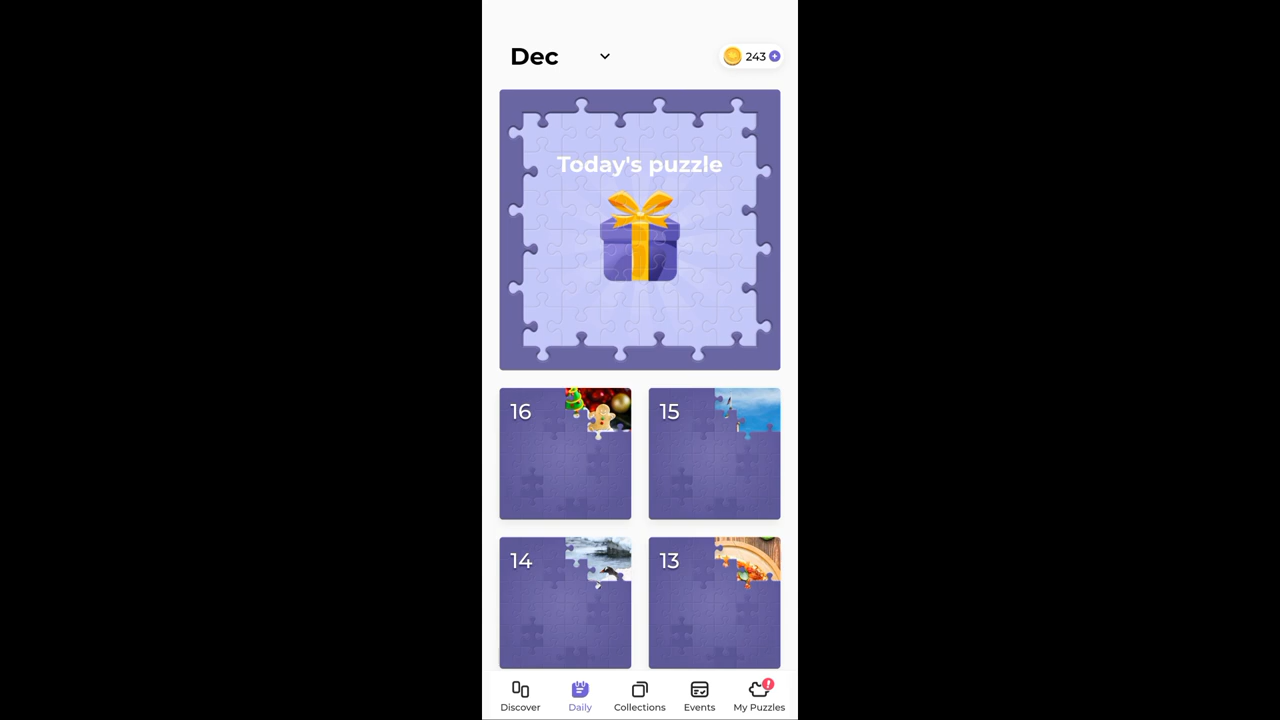 Dec
243
Today's puzzle
16
15
14
13
Discover
Daily
Collections
Events
My Puzzles